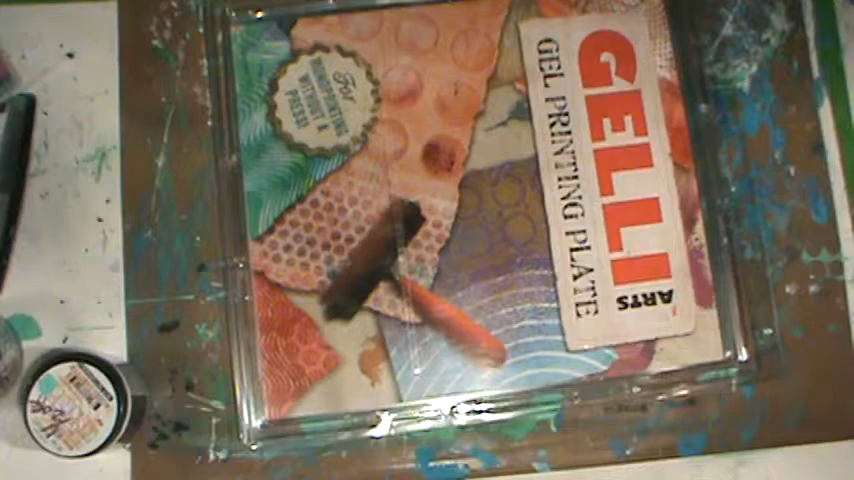 For
MONOPRINTING
WITHOUT A
PRESS!
GELLI
ARTS
GEL PRINTING PLATE